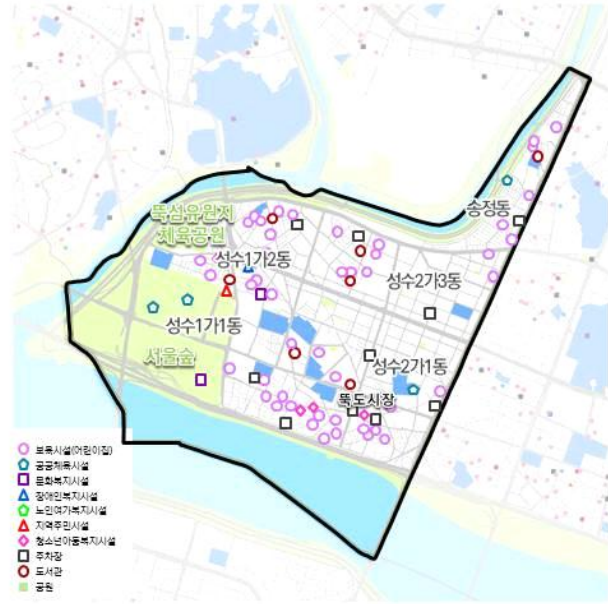 송정동
뚝섬유원지
체육공원
성수1가2동
성수2가3동
성수1가1동
서울숲
성수2가1동
뚝도시장
보육시설(어린이집)
공공체육시설
문화복지시설
장애인복지시설
노인여가복지시설
지역주민시설
청소년아동복지시설
주차장
도서관
공원